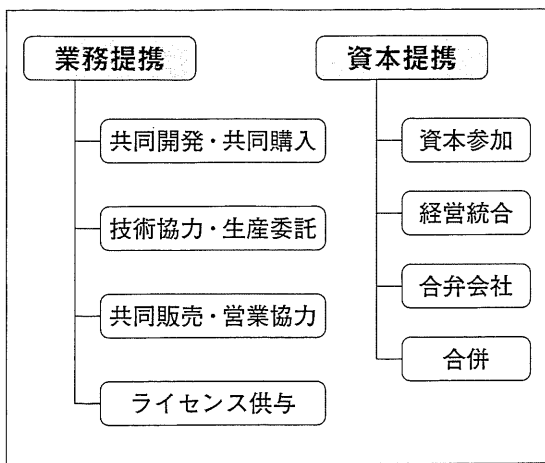 業務提携
共同開発・共同購入
技術協力・生産委託
共同販売・営業協力
ライセンス供与
資本提携
資本参加
経営統合
合弁会社
合併